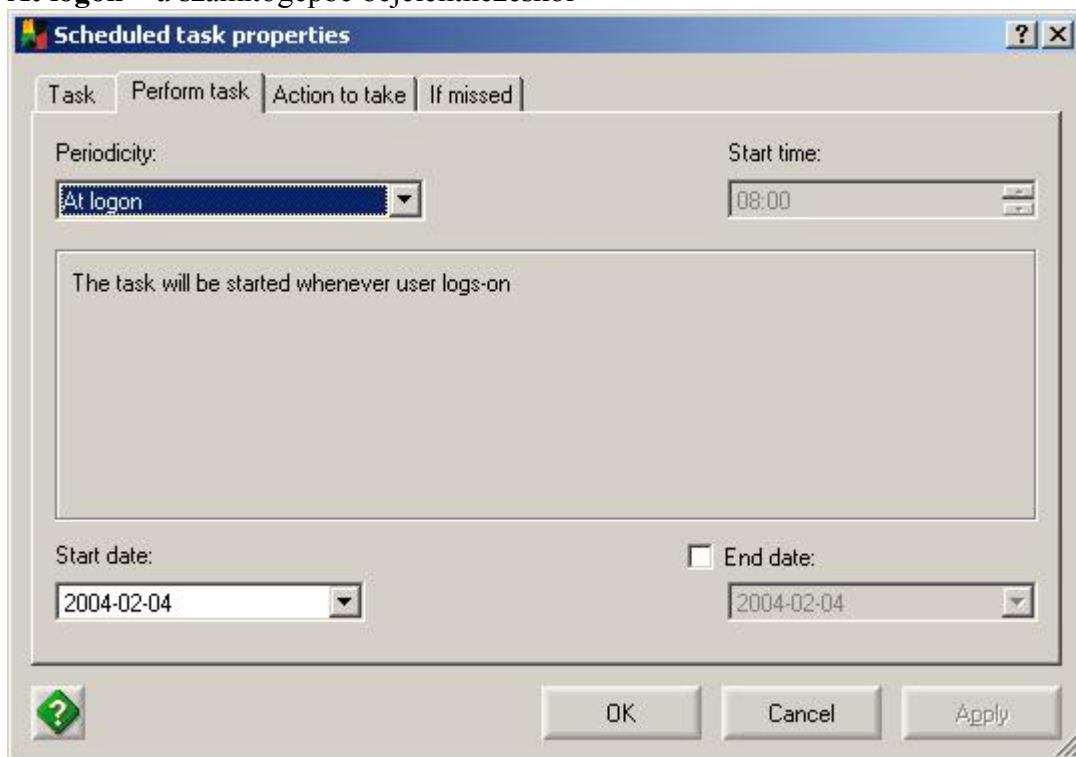 Scheduled task properties
Task Perform task Action to take If missed
Periodicity: Start time:
At logon 08:00
The task will be started whenever user logs-on
Start date: End date:
2004-02-04 2004-02-04
OK Cancel Apply